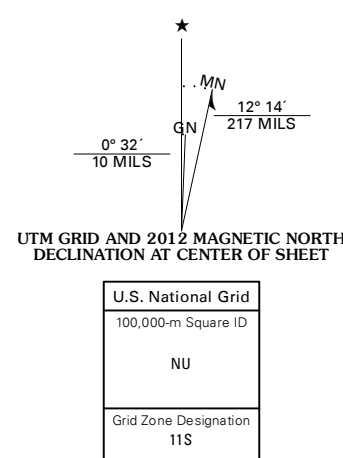 ★
MN
GN
12° 14´
217 MILS
0° 32´
10 MILS
UTM GRID AND 2012 MAGNETIC NORTH
DECLINATION AT CENTER OF SHEET
U.S. National Grid
100,000-m Square ID
NU
Grid Zone Designation
11S